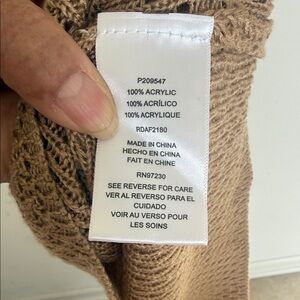 P209547
100% ACRYLIC
100% ACRÍLICO
100% ACRYLIQUE
RDAF2180
MADE IN CHINA
HECHO EN CHINA
FAIT EN CHINE
RN97230
SEE REVERSE FOR CARE
VER AL REVERSO PARA EL
CUIDADO
VOIR AU VERSO POUR
LES SOINS